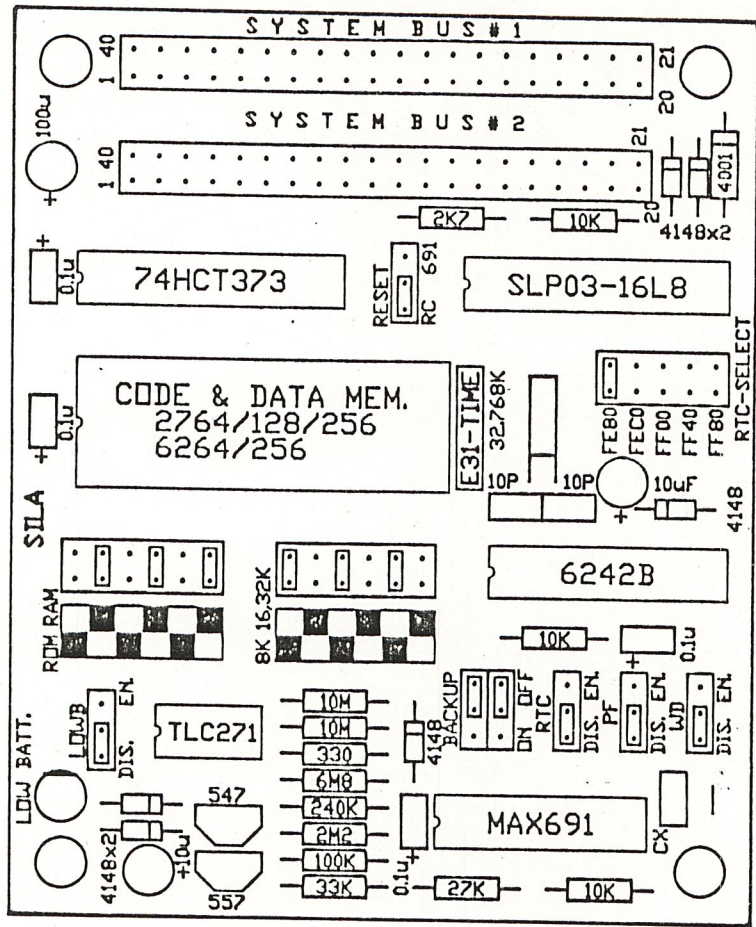 SYSTEM BUS#1
40
1
21
20
100u
+
SYSTEM BUS#2
40
1
21
20
4001
4148x2
2K7
10K
+
0.1u
74HCT373
RESET
RC 691
SLP03-16L8
+
0.1u
CODE & DATA MEM.
2764/128/256
6264/256
E31-TIME
32,768K
10P
10P
FE80
FEC0
FF00
FF40
FF80
RTC-SELECT
10uF
+
4148
SILA
ROM RAM
8K 16,32K
6242B
10K
+
0.1u
LOW BATT.
LOWB
DIS. EN.
TLC271
10M
10M
330
6M8
240K
2M2
100K
33K
4148
BACKUP
ON OFF
RTC
DIS. EN.
PF
DIS. EN.
WD
DIS. EN.
4148x2
+10u
547
557
0.1u
+
MAX691
CX
27K
10K